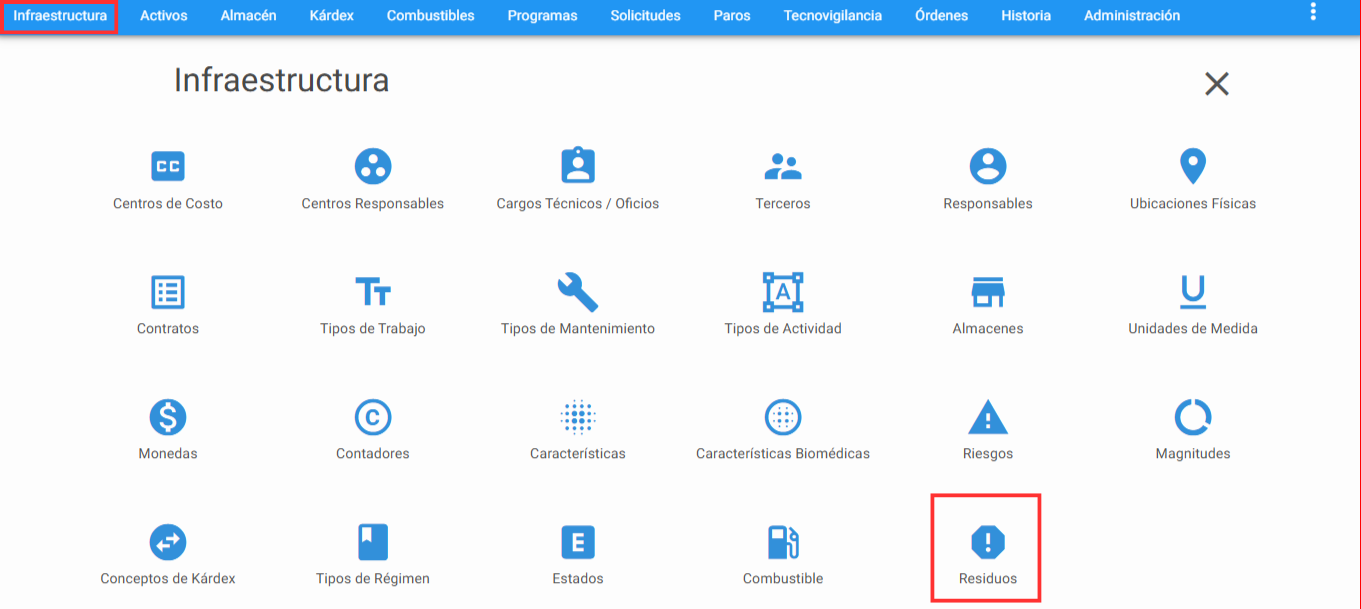 Infraestructura Activos Almacén Kárdex Combustibles Programas Solicitudes Paros Tecnovigilancia Órdenes Historia Administración
Infraestructura
CC
Centros de Costo Centros Responsables Cargos Técnicos / Oficios Terceros Responsables Ubicaciones Físicas
TT A U
Contratos Tipos de Trabajo Tipos de Mantenimiento Tipos de Actividad Almacenes Unidades de Medida
$ C !
Monedas Contadores Características Características Biomédicas Riesgos Magnitudes
E !
Conceptos de Kárdex Tipos de Régimen Estados Combustible Residuos